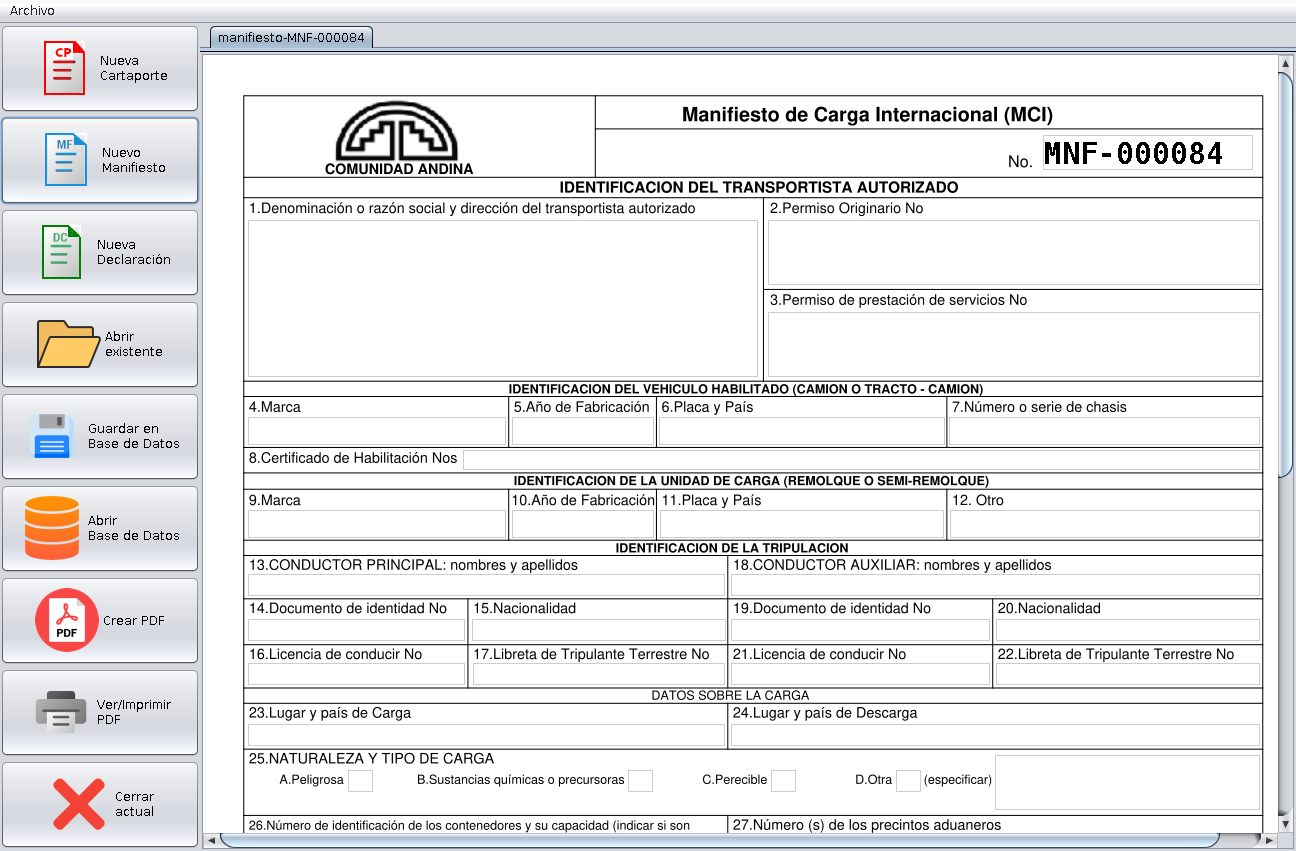 Archivo
CP
Nueva
Cartaporte
MF
Nuevo
Manifiesto
DC
Nueva
Declaración
Abrir
existente
Guardar en
Base de Datos
Abrir
Base de Datos
PDF
Crear PDF
Ver/Imprimir
PDF
Cerrar
actual
manifiesto-MNF-000084
COMUNIDAD ANDINA
Manifiesto de Carga Internacional (MCI)
No. MNF-000084
IDENTIFICACION DEL TRANSPORTISTA AUTORIZADO
1.Denominación o razón social y dirección del transportista autorizado
2.Permiso Originario No
3.Permiso de prestación de servicios No
IDENTIFICACION DEL VEHICULO HABILITADO (CAMION O TRACTO - CAMION)
4.Marca 5.Año de Fabricación 6.Placa y País 7.Número o serie de chasis
8.Certificado de Habilitación Nos
IDENTIFICACION DE LA UNIDAD DE CARGA (REMOLQUE O SEMI-REMOLQUE)
9.Marca 10.Año de Fabricación 11.Placa y País 12. Otro
IDENTIFICACION DE LA TRIPULACION
13.CONDUCTOR PRINCIPAL: nombres y apellidos 18.CONDUCTOR AUXILIAR: nombres y apellidos
14.Documento de identidad No 15.Nacionalidad 19.Documento de identidad No 20.Nacionalidad
16.Licencia de conducir No 17.Libreta de Tripulante Terrestre No 21.Licencia de conducir No 22.Libreta de Tripulante Terrestre No
DATOS SOBRE LA CARGA
23.Lugar y país de Carga 24.Lugar y país de Descarga
25.NATURALEZA Y TIPO DE CARGA
A.Peligrosa B.Sustancias químicas o precursoras C.Perecible D.Otra (especificar)
26.Número de identificación de los contenedores y su capacidad (indicar si son 27.Número (s) de los precintos aduaneros